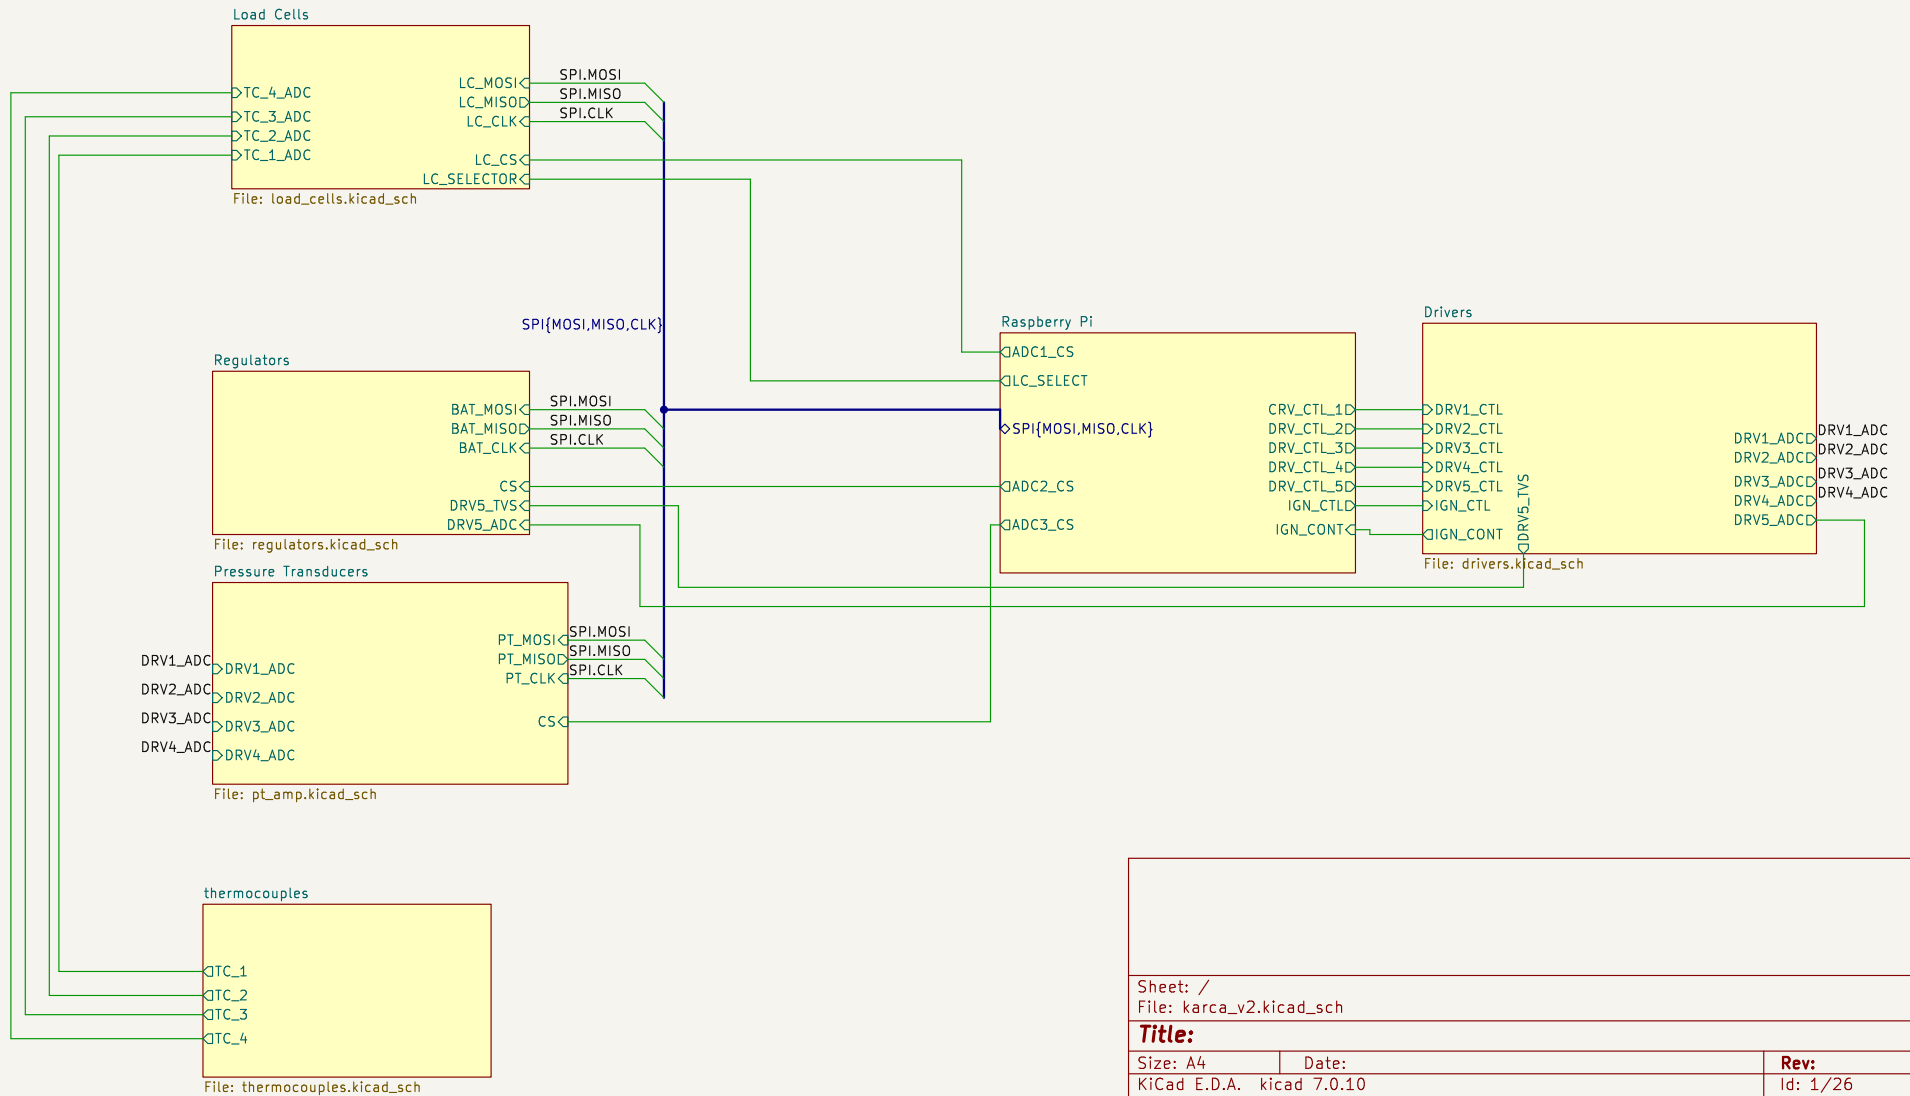 Load Cells
TC_4_ADC
TC_3_ADC
TC_2_ADC
TC_1_ADC
LC_MOSI
LC_MISO
LC_CLK
LC_CS
LC_SELECTOR
SPI.MOSI
SPI.MISO
SPI.CLK
File: load_cells.kicad_sch
SPI{MOSI,MISO,CLK}
Regulators
BAT_MOSI
BAT_MISO
BAT_CLK
CS
DRV5_TVS
DRV5_ADC
SPI.MOSI
SPI.MISO
SPI.CLK
File: regulators.kicad_sch
Pressure Transducers
DRV1_ADC
DRV2_ADC
DRV3_ADC
DRV4_ADC
DRV1_ADC
DRV2_ADC
DRV3_ADC
DRV4_ADC
PT_MOSI
PT_MISO
PT_CLK
CS
SPI.MOSI
SPI.MISO
SPI.CLK
File: pt_amp.kicad_sch
thermocouples
TC_1
TC_2
TC_3
TC_4
File: thermocouples.kicad_sch
Raspberry Pi
ADC1_CS
LC_SELECT
SPI{MOSI,MISO,CLK}
ADC2_CS
ADC3_CS
CRV_CTL_1
DRV_CTL_2
DRV_CTL_3
DRV_CTL_4
DRV_CTL_5
IGN_CTL
IGN_CONT
Drivers
DRV1_CTL
DRV2_CTL
DRV3_CTL
DRV4_CTL
DRV5_CTL
IGN_CTL
IGN_CONT
DRV5_TVS
DRV1_ADC
DRV2_ADC
DRV3_ADC
DRV4_ADC
DRV5_ADC
DRV1_ADC
DRV2_ADC
DRV3_ADC
DRV4_ADC
File: drivers.kicad_sch
Sheet: /
File: karca_v2.kicad_sch
Title:
Size: A4
Date:
Rev:
KiCad E.D.A. kicad 7.0.10
Id: 1/26